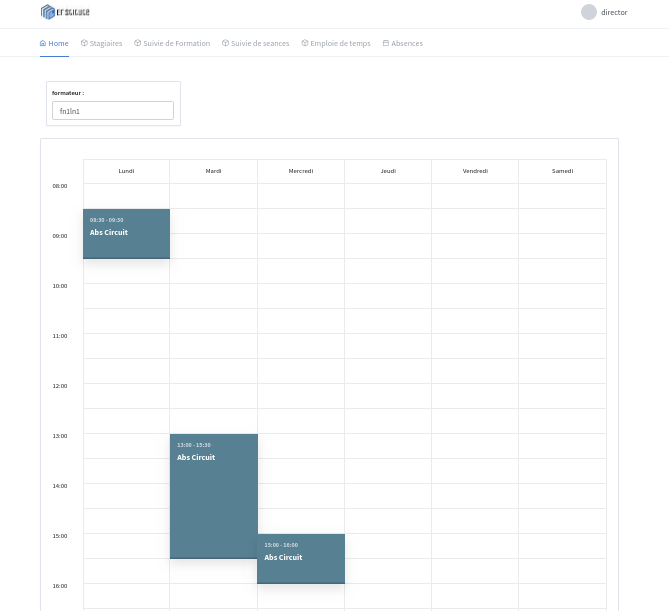 director
Home
Stagiaires
Suivie de Formation
Suivie de seances
Emploie de temps
Absences
formateur :
fn1ln1
Lundi
Mardi
Mercredi
Jeudi
Vendredi
Samedi
08:00
08:30 - 09:30
Abs Circuit
09:00
10:00
11:00
12:00
13:00
13:00 - 15:30
Abs Circuit
14:00
15:00
15:00 - 16:00
Abs Circuit
16:00